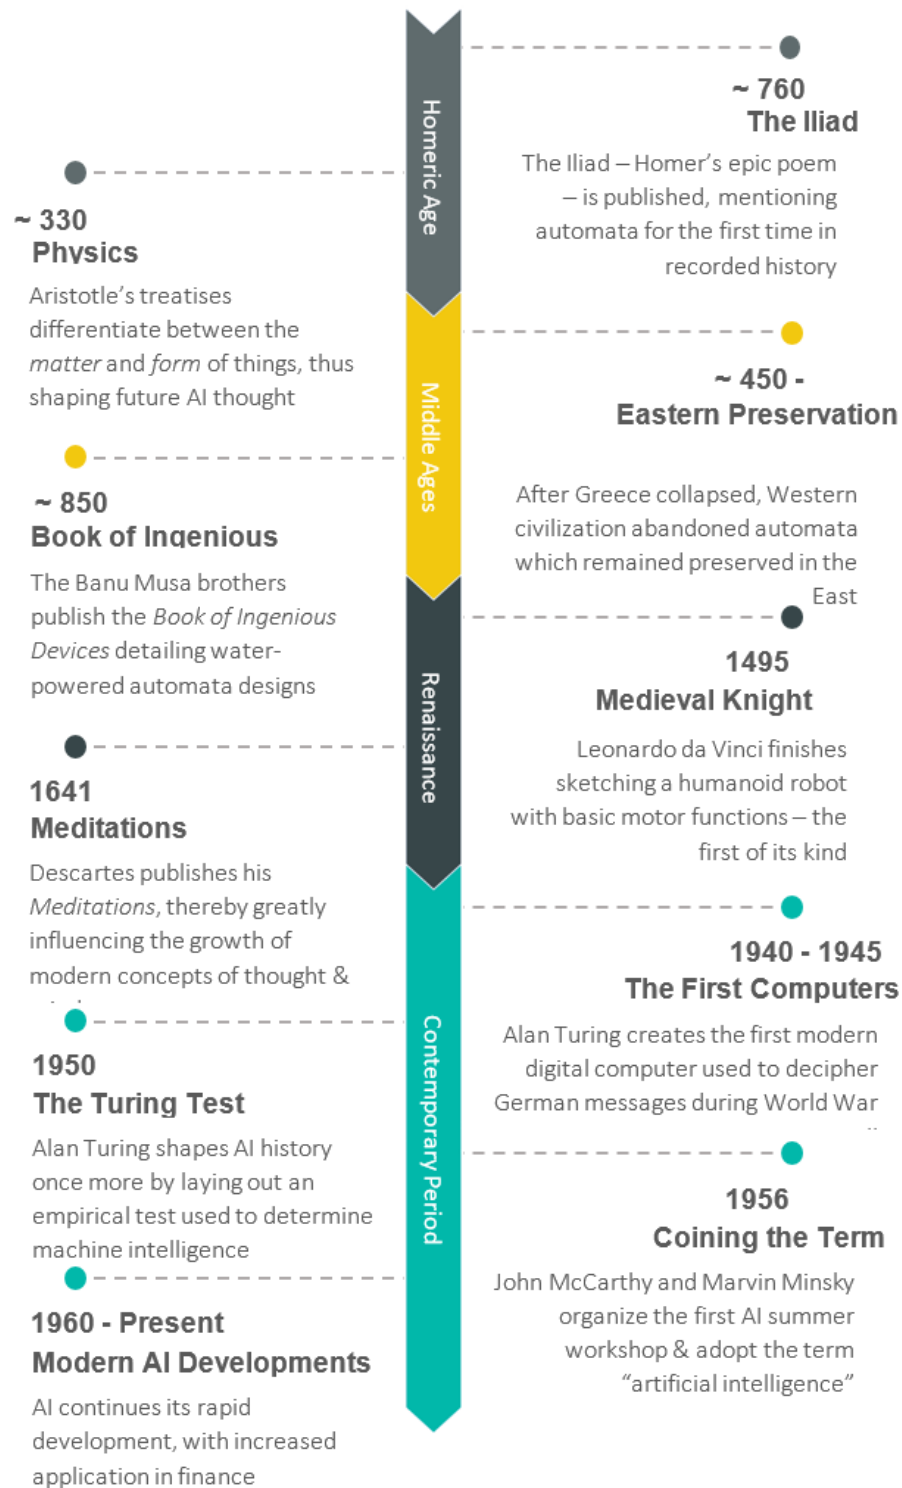 Homeric Age
~ 760
The Iliad
The Iliad – Homer's epic poem
– is published, mentioning
automata for the first time in
recorded history
~ 330
Physics
Aristotle's treatises
differentiate between the
matter and form of things, thus
shaping future AI thought
Middle Ages
~ 450 -
Eastern Preservation
After Greece collapsed, Western
civilization abandoned automata
which remained preserved in the
East
~ 850
Book of Ingenious
The Banu Musa brothers
publish the Book of Ingenious
Devices detailing water-
powered automata designs
Renaissance
1495
Medieval Knight
Leonardo da Vinci finishes
sketching a humanoid robot
with basic motor functions – the
first of its kind
1641
Meditations
Descartes publishes his
Meditations, thereby greatly
influencing the growth of
modern concepts of thought &
Contemporary Period
1940 - 1945
The First Computers
Alan Turing creates the first modern
digital computer used to decipher
German messages during World War
1950
The Turing Test
Alan Turing shapes AI history
once more by laying out an
empirical test used to determine
machine intelligence
1956
Coining the Term
John McCarthy and Marvin Minsky
organize the first AI summer
workshop & adopt the term
“artificial intelligence”
1960 - Present
Modern AI Developments
AI continues its rapid
development, with increased
application in finance